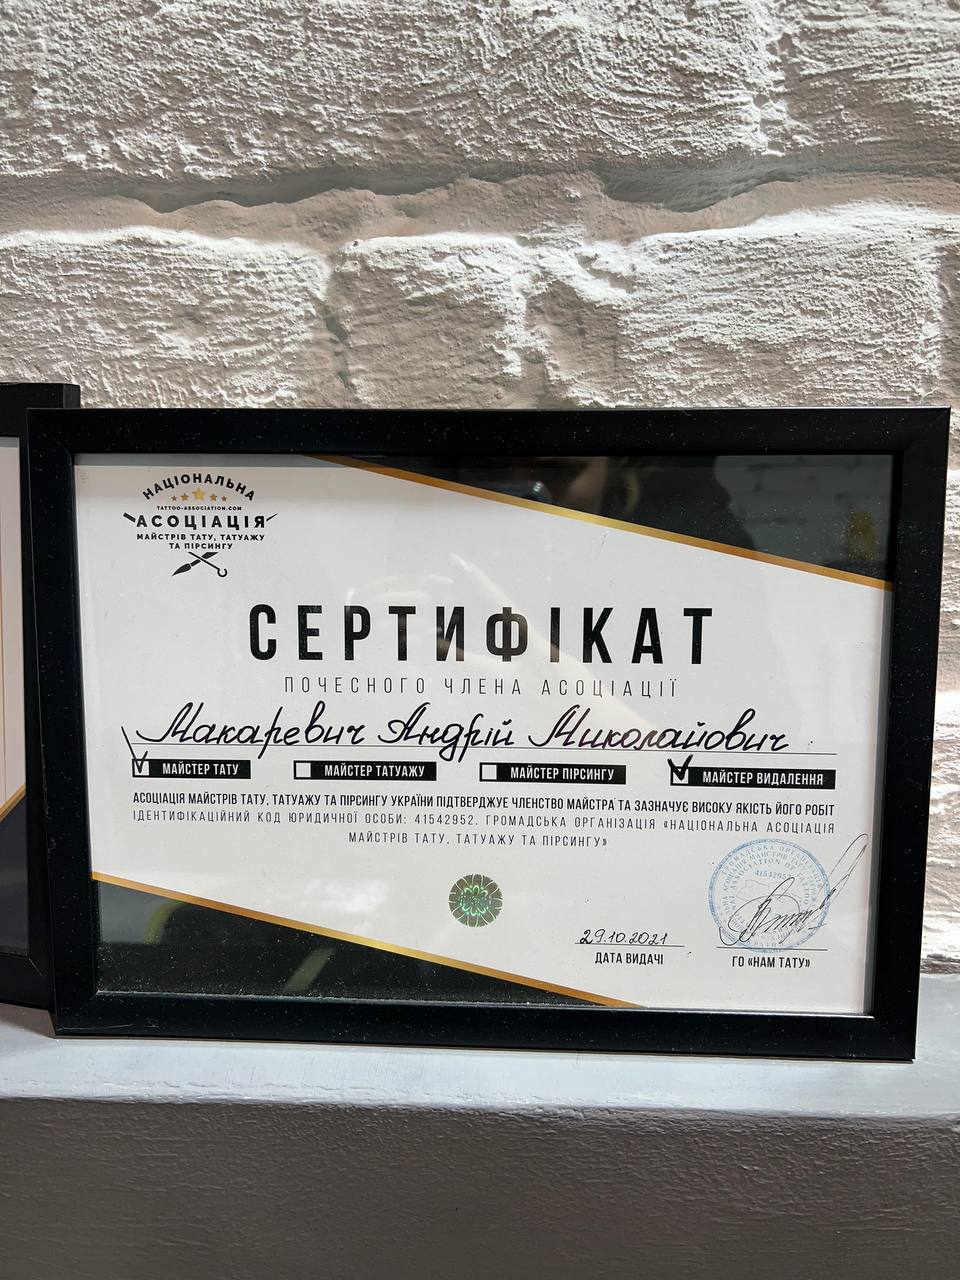 НАЦІОНАЛЬНА
TATTOO-ASSOCIATION.COM
АСОЦІАЦІЯ
МАЙСТРІВ ТАТУ, ТАТУАЖУ
ТА ПІРСИНГУ
СЕРТИФІКАТ
ПОЧЕСНОГО ЧЛЕНА АСОЦІАЦІЇ
Макаревич Андрій Миколайович
МАЙСТЕР ТАТУ МАЙСТЕР ТАТУАЖУ МАЙСТЕР ПІРСИНГУ МАЙСТЕР ВИДАЛЕННЯ
АСОЦІАЦІЯ МАЙСТРІВ ТАТУ, ТАТУАЖУ ТА ПІРСИНГУ УКРАЇНИ ПІДТВЕРДЖУЄ ЧЛЕНСТВО МАЙСТРА ТА ЗАЗНАЧУЄ ВИСОКУ ЯКІСТЬ ЙОГО РОБІТ
ІДЕНТИФІКАЦІЙНИЙ КОД ЮРИДИЧНОЇ ОСОБИ: 41542952. ГРОМАДСЬКА ОРГАНІЗАЦІЯ «НАЦІОНАЛЬНА АСОЦІАЦІЯ
МАЙСТРІВ ТАТУ, ТАТУАЖУ ТА ПІРСИНГУ»
ГРОМАДСЬКА ОРГАНІЗАЦІЯ
41542952
29.10.2021
ДАТА ВИДАЧІ
ГО «НАМ ТАТУ»